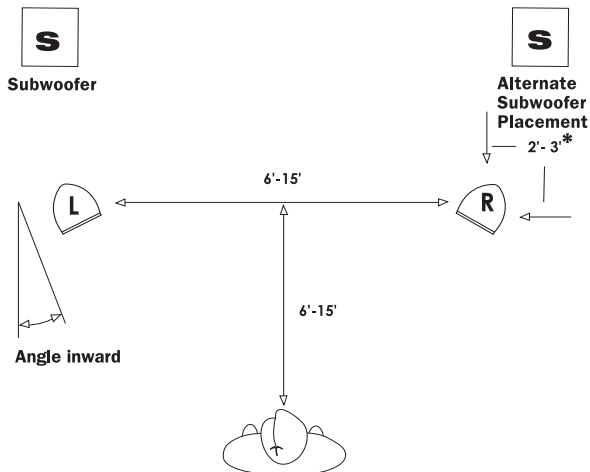 S
Subwoofer
S
Alternate
Subwoofer
Placement
2'- 3'*
6'-15'
L
R
6'-15'
Angle inward